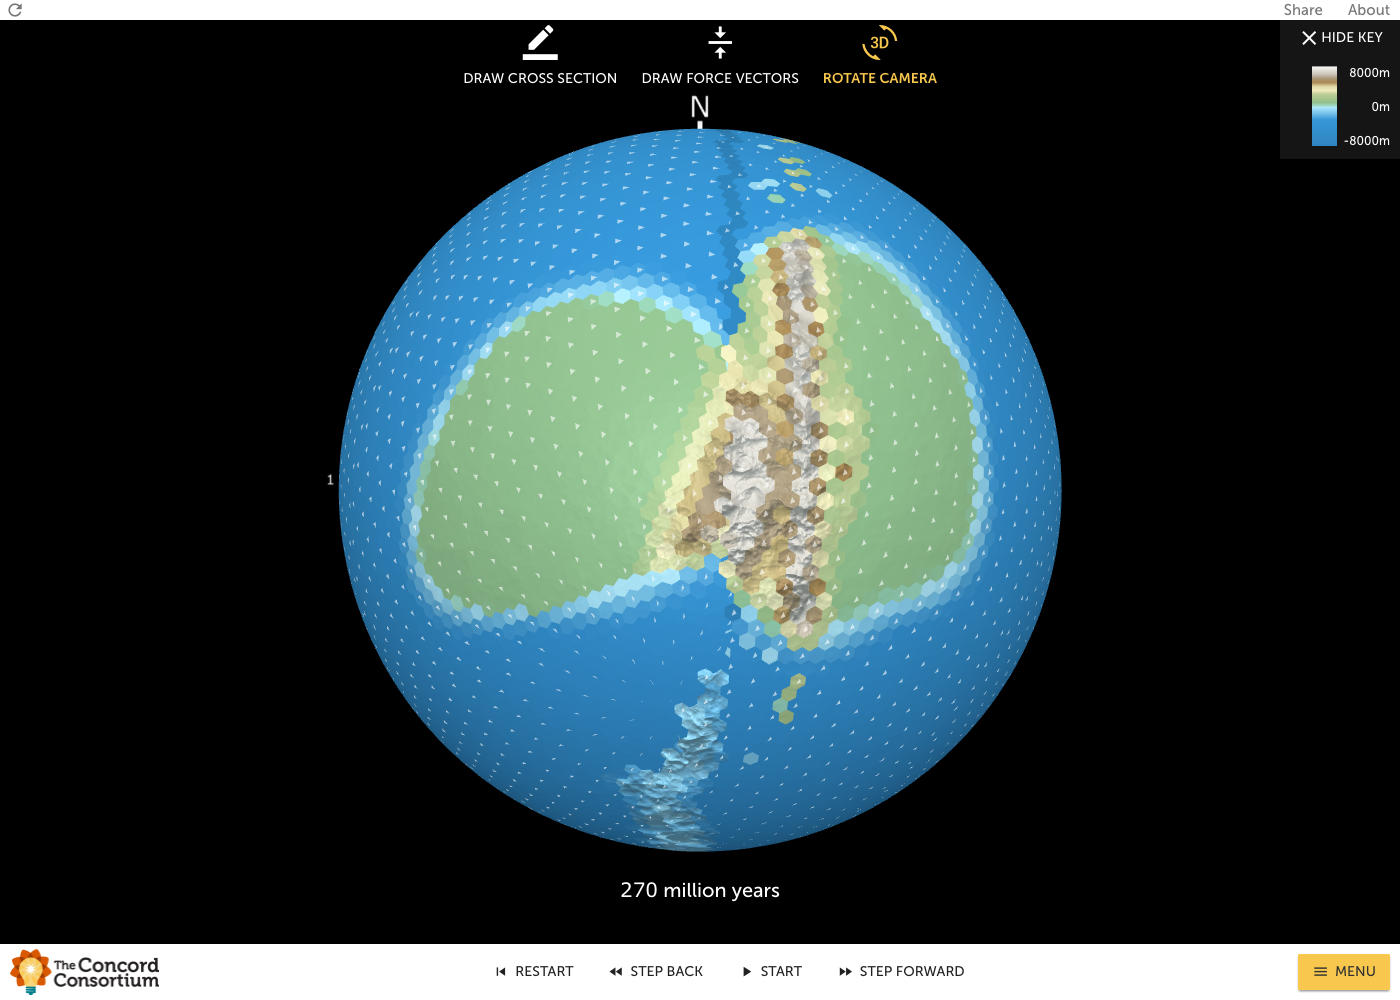 Share About
HIDE KEY
8000m
0m
-8000m
DRAW CROSS SECTION DRAW FORCE VECTORS ROTATE CAMERA
3D
N
1
270 million years
The Concord
Consortium
RESTART STEP BACK START STEP FORWARD
MENU